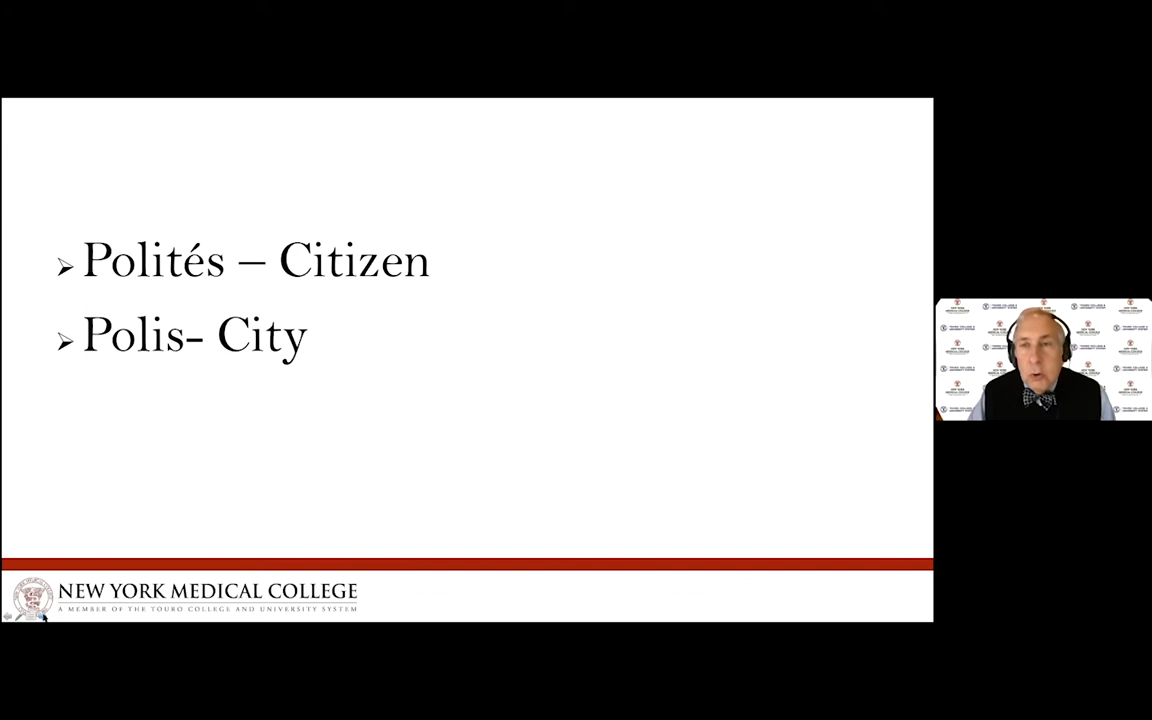 Polités – Citizen
Polis- City
NEW YORK MEDICAL COLLEGE
A MEMBER OF THE TOURO COLLEGE AND UNIVERSITY SYSTEM